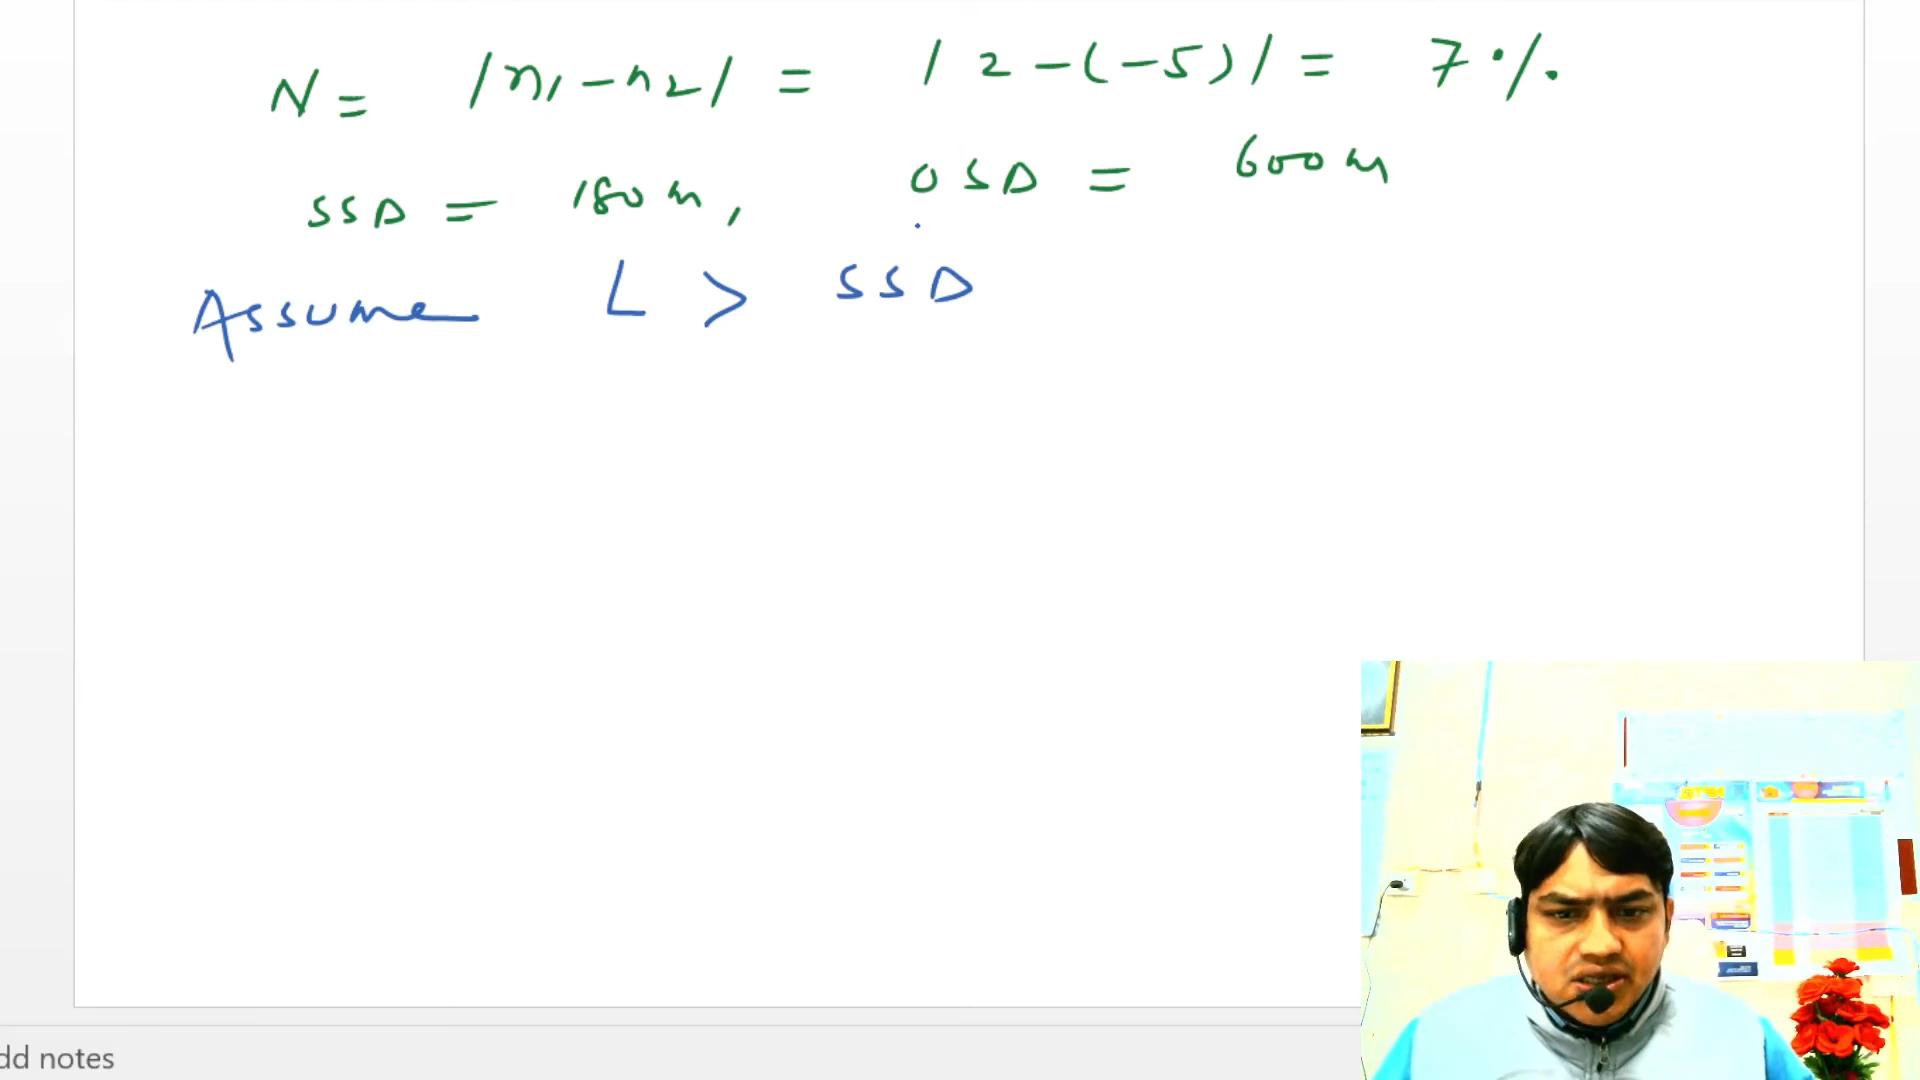 N = |n1 - n2| = | 2 - (-5) | = 7 %
SSD = 180 m, OSD = 600 m
Assume L > SSD
dd notes